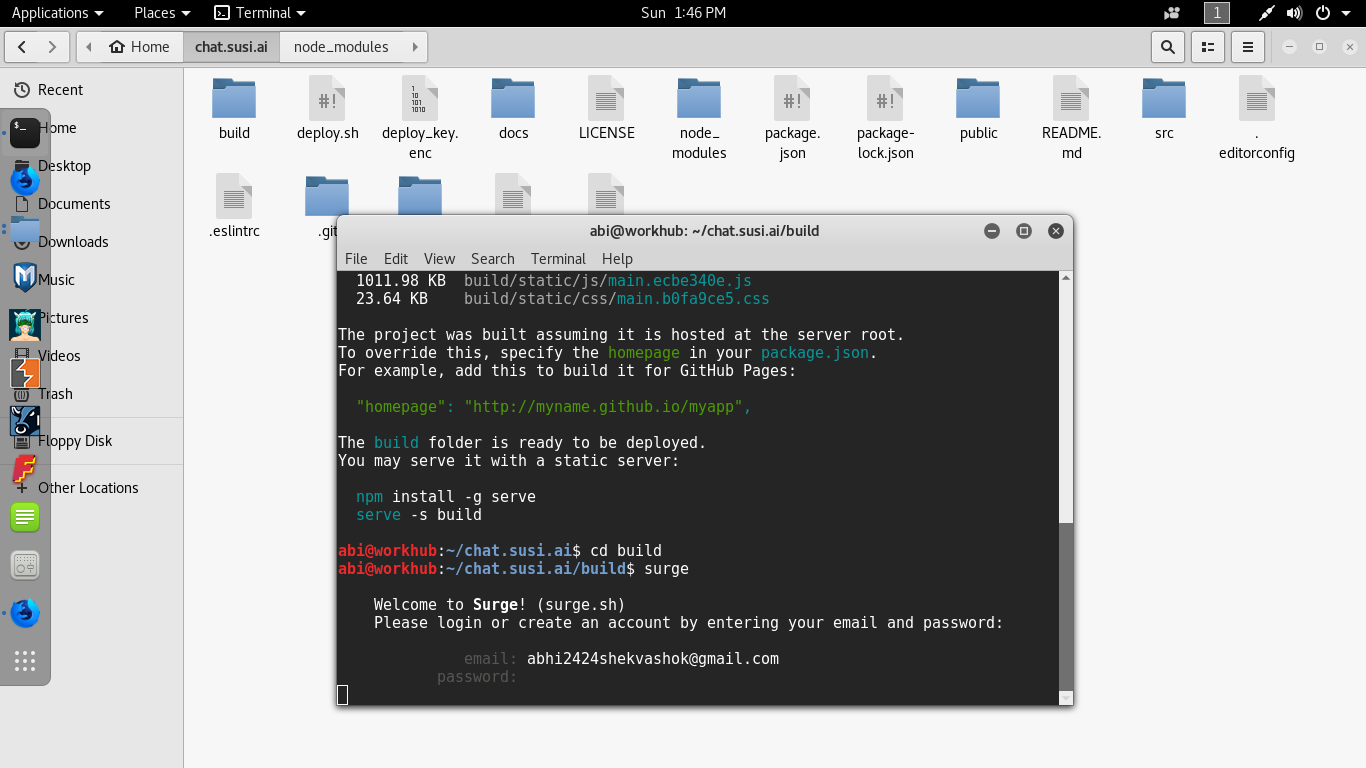 Applications Places Terminal Sun 1:46 PM 1
Home chat.susi.ai node_modules
Recent
Home
Desktop
Documents
Downloads
Music
Pictures
Videos
Trash
Floppy Disk
Other Locations
build deploy.sh deploy_key. docs LICENSE node_ package. package- public README. src .
enc modules json lock.json md editorconfig
.eslintrc .git
abi@workhub: ~/chat.susi.ai/build
File Edit View Search Terminal Help
1011.98 KB build/static/js/main.ecbe340e.js
23.64 KB build/static/css/main.b0fa9ce5.css
The project was built assuming it is hosted at the server root.
To override this, specify the homepage in your package.json.
For example, add this to build it for GitHub Pages:
"homepage": "http://myname.github.io/myapp",
The build folder is ready to be deployed.
You may serve it with a static server:
npm install -g serve
serve -s build
abi@workhub:~/chat.susi.ai$ cd build
abi@workhub:~/chat.susi.ai/build$ surge
Welcome to Surge! (surge.sh)
Please login or create an account by entering your email and password:
email: abhi2424shekvashok@gmail.com
password: